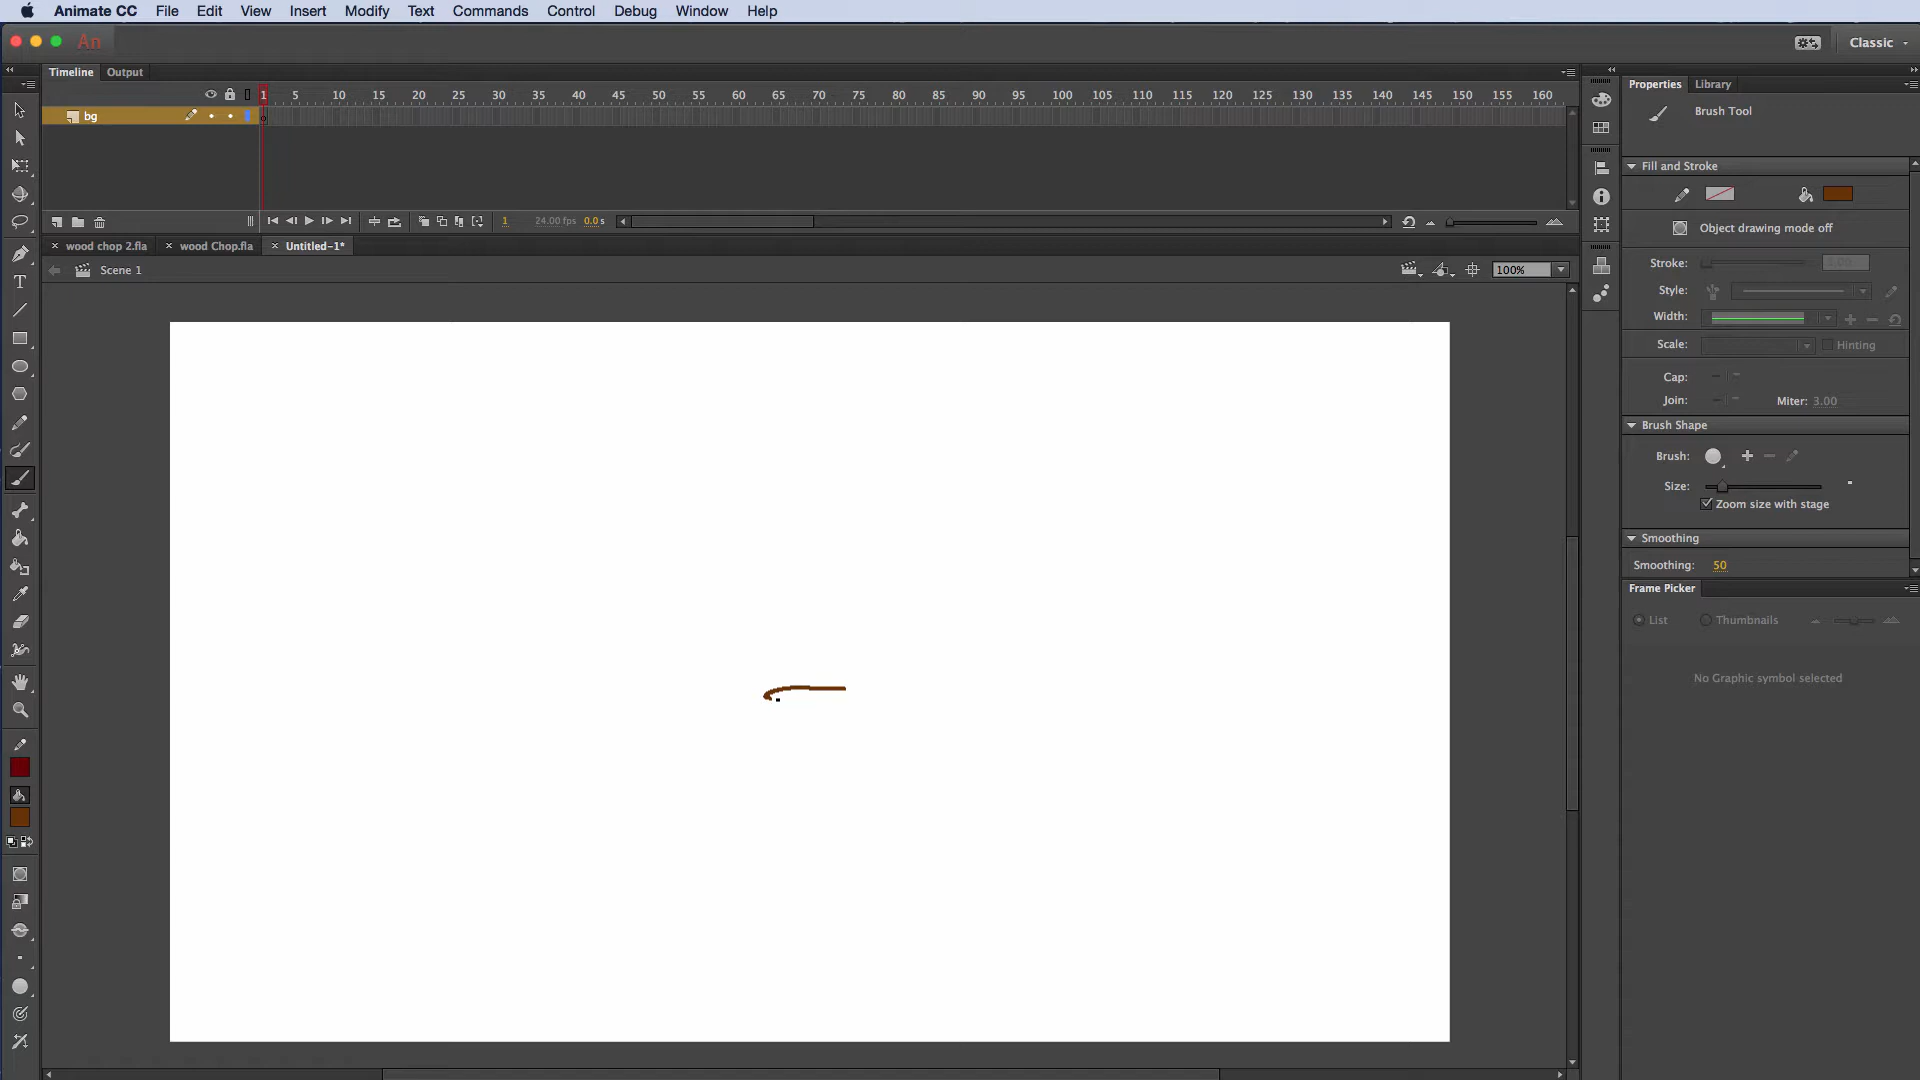 Animate CC File Edit View Insert Modify Text Commands Control Debug Window Help
An Classic
Timeline Output
1 5 10 15 20 25 30 35 40 45 50 55 60 65 70 75 80 85 90 95 100 105 110 115 120 125 130 135 140 145 150 155 160
bg
1 24.00 fps 0.0 s
wood chop 2.fla wood Chop.fla Untitled-1*
Scene 1 100%
Properties Library
Brush Tool
Fill and Stroke
Object drawing mode off
Stroke:
Style:
Width:
Scale: Hinting
Cap:
Join: Miter: 3.00
Brush Shape
Brush:
Size:
Zoom size with stage
Smoothing
Smoothing: 50
Frame Picker
List Thumbnails
No Graphic symbol selected